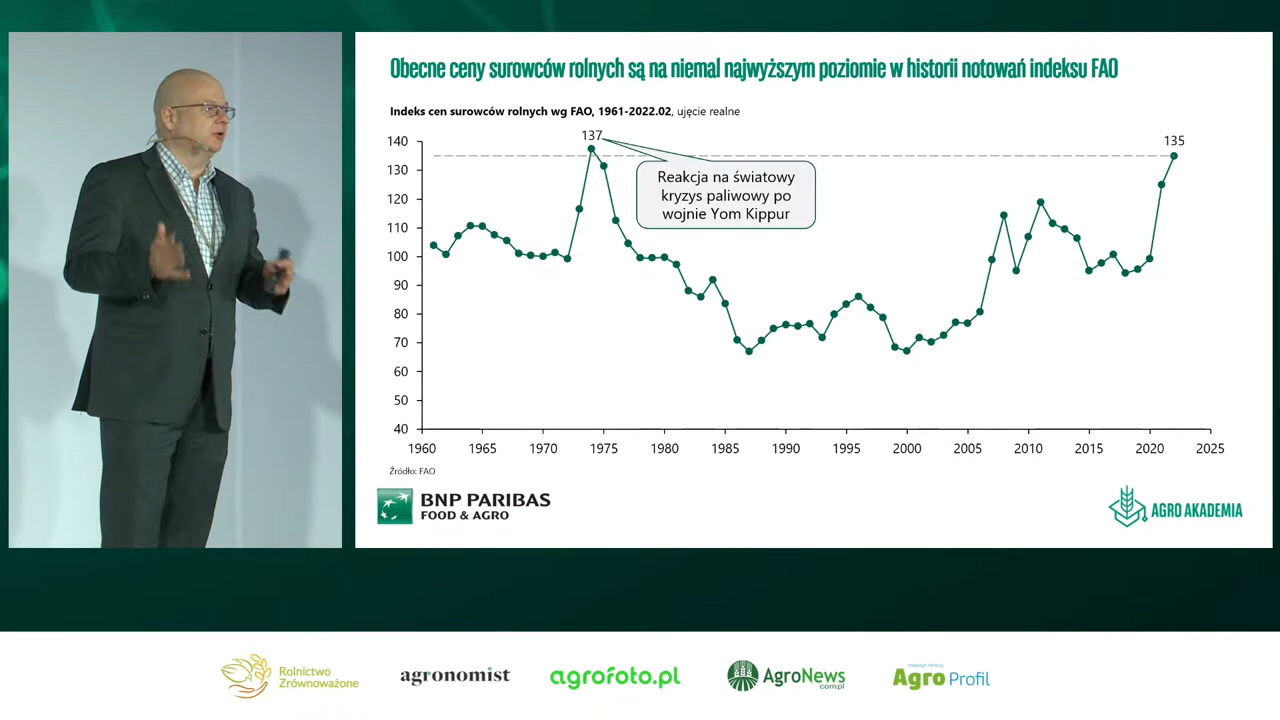 Obecne ceny surowców rolnych są na niemal najwyższym poziomie w historii notowań indeksu FAO
Indeks cen surowców rolnych wg FAO, 1961-2022.02, ujęcie realne
140
130
120
110
100
90
80
70
60
50
40
137
135
Reakcja na światowy
kryzys paliwowy po
wojnie Yom Kippur
1960
1965
1970
1975
1980
1985
1990
1995
2000
2005
2010
2015
2020
2025
Źródło: FAO
BNP PARIBAS
FOOD & AGRO
AGRO AKADEMIA
Rolnictwo
Zrównoważone
agronomist
agrofoto.pl
AgroNews
com.pl
Agro Profil